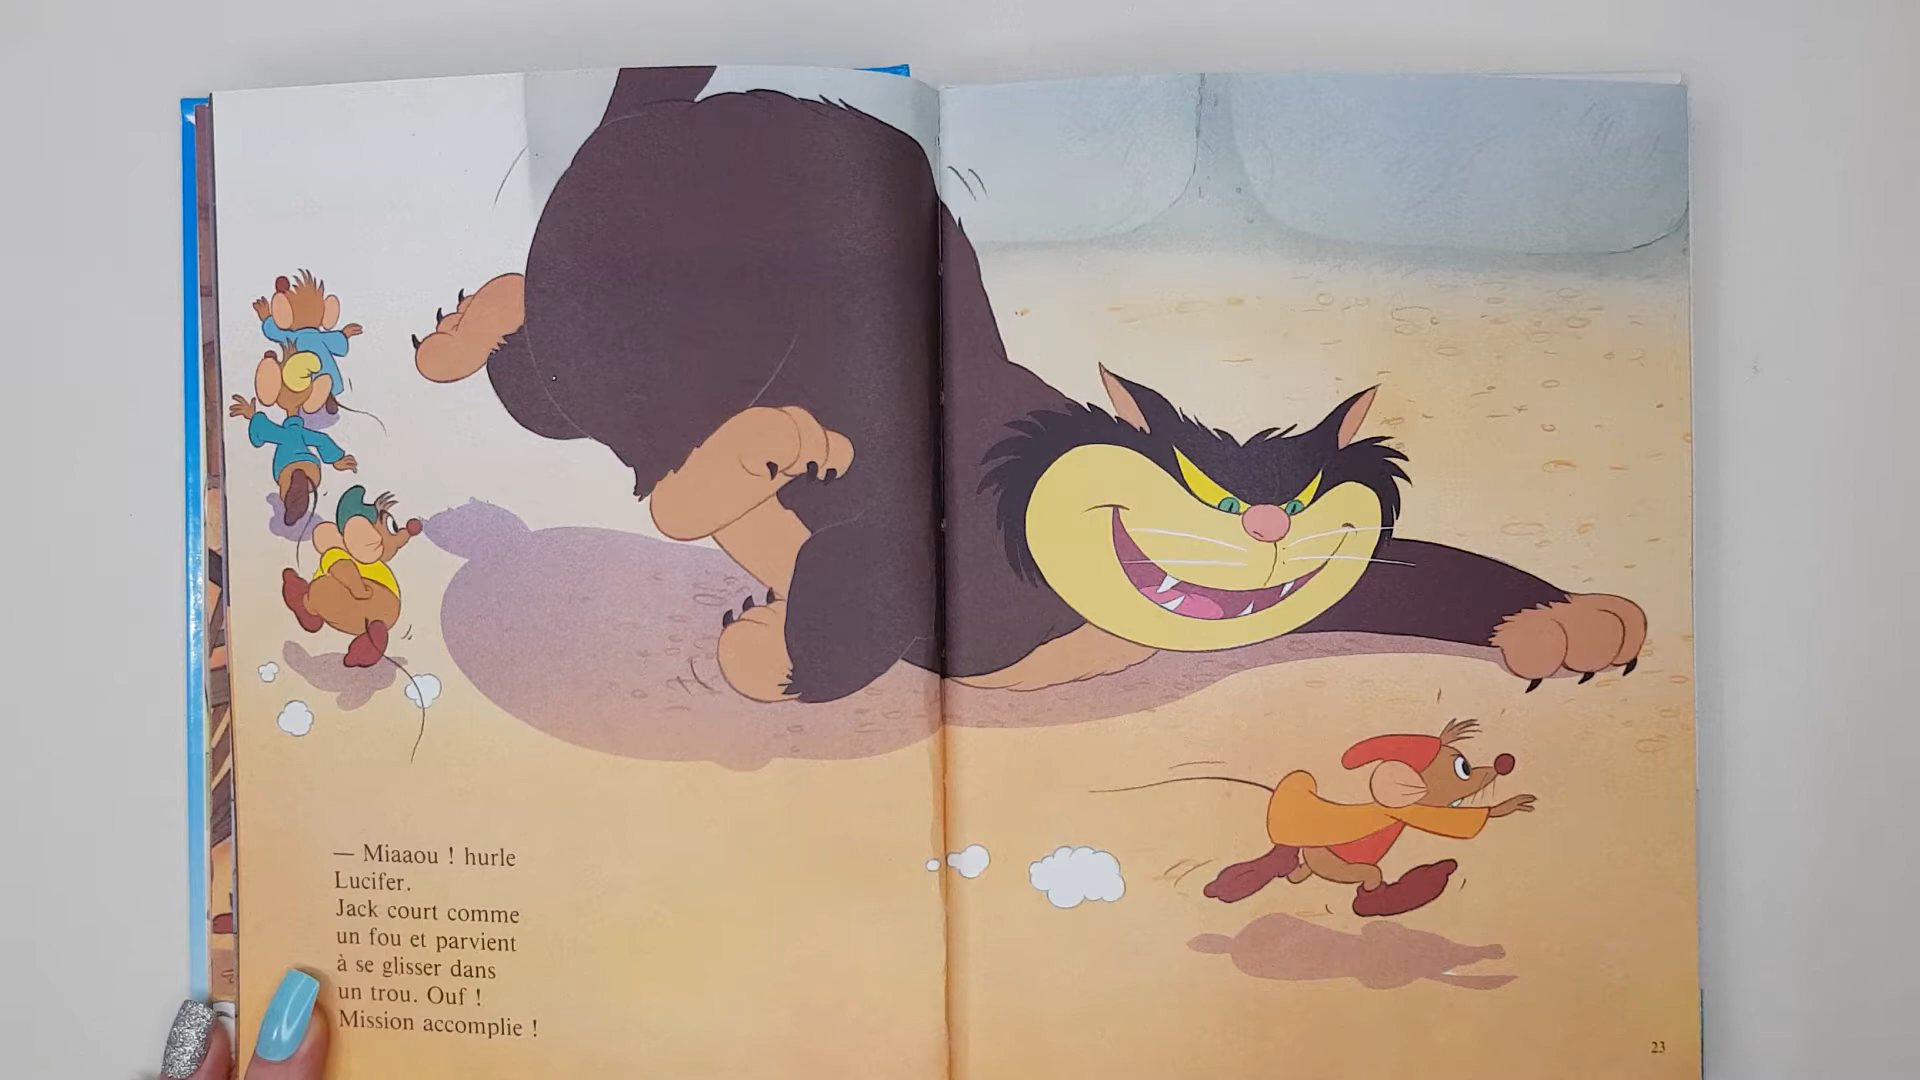 — Miaaou ! hurle
Lucifer.
Jack court comme
un fou et parvient
à se glisser dans
un trou. Ouf !
Mission accomplie !
23